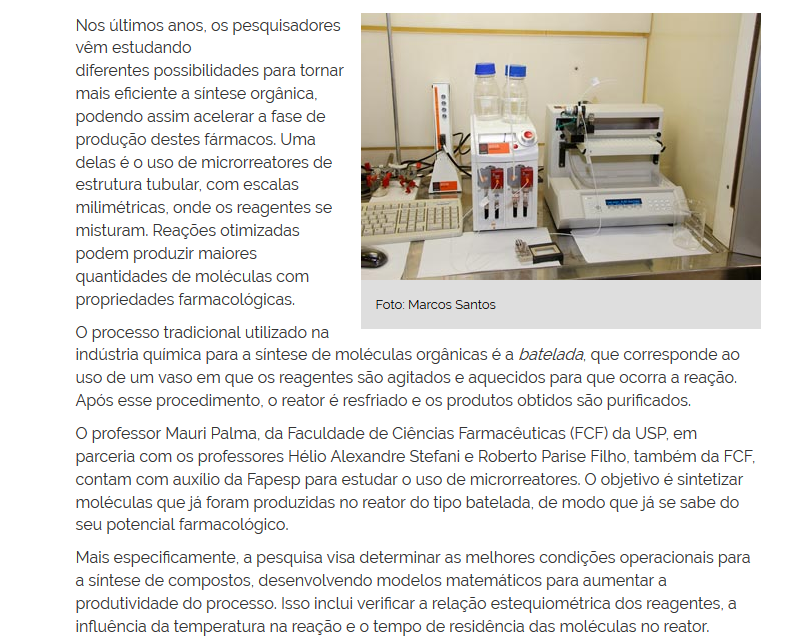 Nos últimos anos, os pesquisadores
vêm estudando
diferentes possibilidades para tornar
mais eficiente a síntese orgânica,
podendo assim acelerar a fase de
produção destes fármacos. Uma
delas é o uso de microrreatores de
estrutura tubular, com escalas
milimétricas, onde os reagentes se
misturam. Reações otimizadas
podem produzir maiores
quantidades de moléculas com
propriedades farmacológicas.
Foto: Marcos Santos
O processo tradicional utilizado na
indústria química para a síntese de moléculas orgânicas é a batelada, que corresponde ao
uso de um vaso em que os reagentes são agitados e aquecidos para que ocorra a reação.
Após esse procedimento, o reator é resfriado e os produtos obtidos são purificados.
O professor Mauri Palma, da Faculdade de Ciências Farmacêuticas (FCF) da USP, em
parceria com os professores Hélio Alexandre Stefani e Roberto Parise Filho, também da FCF,
contam com auxilio da Fapesp para estudar o uso de microrreatores. O objetivo é sintetizar
moléculas que já foram produzidas no reator do tipo batelada, de modo que já se sabe do
seu potencial farmacológico.
Mais especificamente, a pesquisa visa determinar as melhores condições operacionais para
a síntese de compostos, desenvolvendo modelos matemáticos para aumentar a
produtividade do processo. Isso inclui verificar a relação estequiométrica dos reagentes, a
influência da temperatura na reação e o tempo de residência das moléculas no reator.